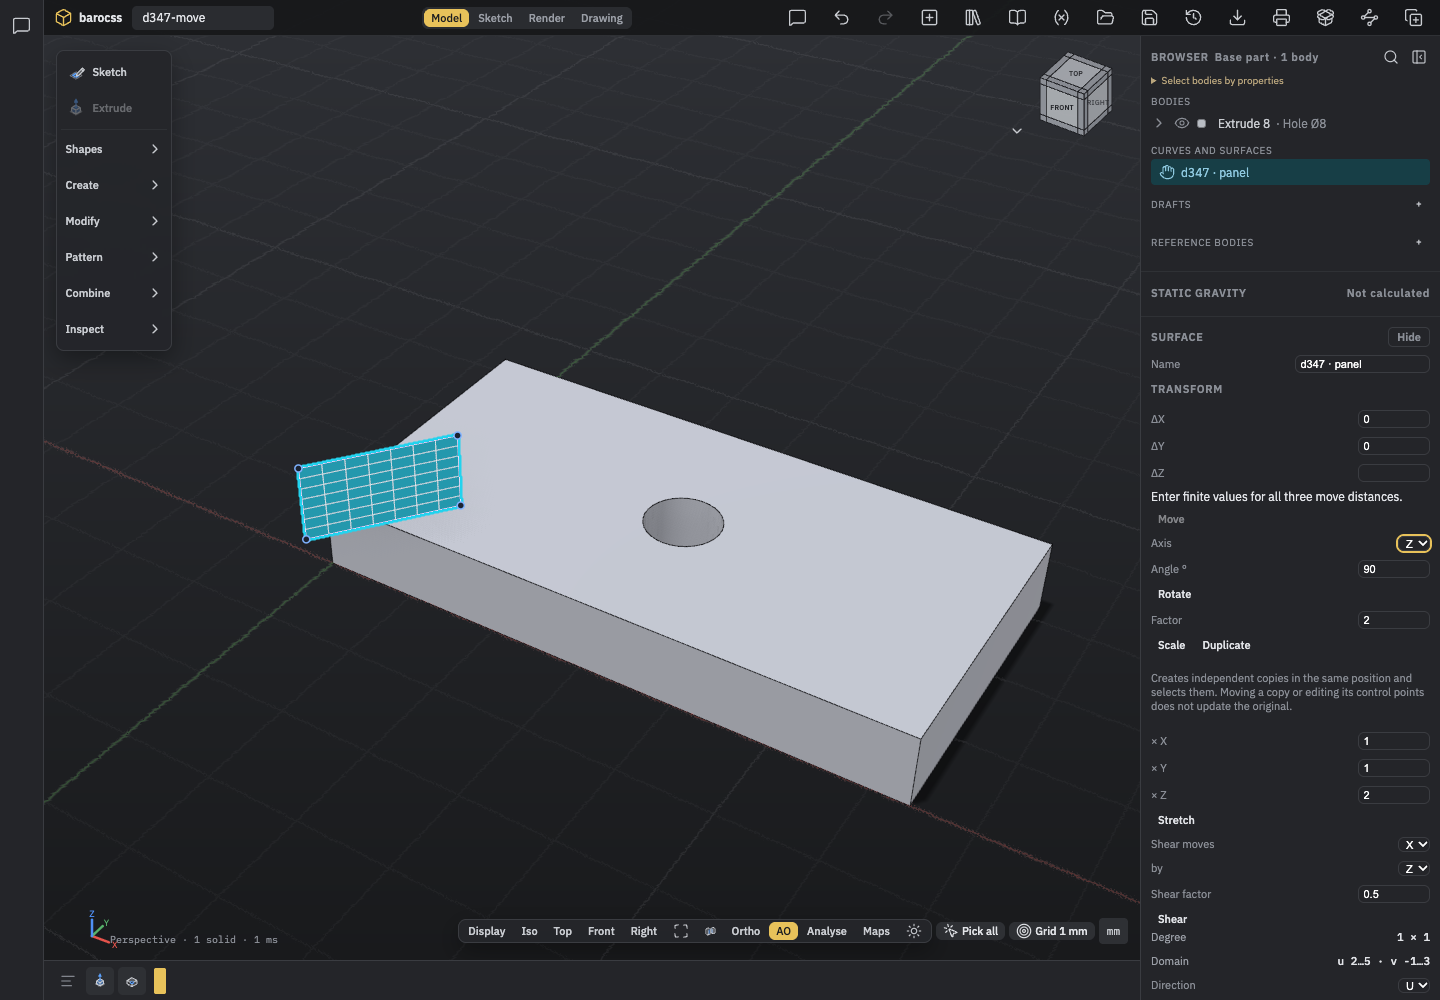 barocss
d347-move
Model Sketch Render Drawing
Sketch
Extrude
Shapes
Create
Modify
Pattern
Combine
Inspect
TOP
FRONT
RIGHT
Z
Y
X
Perspective · 1 solid · 1 ms
Display Iso Top Front Right Ortho AO Analyse Maps Pick all Grid 1 mm mm
BROWSER Base part · 1 body
Select bodies by properties
BODIES
Extrude 8 · Hole Ø8
CURVES AND SURFACES
d347 · panel
DRAFTS +
REFERENCE BODIES +
STATIC GRAVITY Not calculated
SURFACE Hide
Name d347 · panel
TRANSFORM
ΔX 0
ΔY 0
ΔZ
Enter finite values for all three move distances.
Move
Axis Z
Angle ° 90
Rotate
Factor 2
Scale Duplicate
Creates independent copies in the same position and
selects them. Moving a copy or editing its control points
does not update the original.
× X 1
× Y 1
× Z 2
Stretch
Shear moves X
by Z
Shear factor 0.5
Shear
Degree 1 × 1
Domain u 2…5 · v -1…3
Direction U